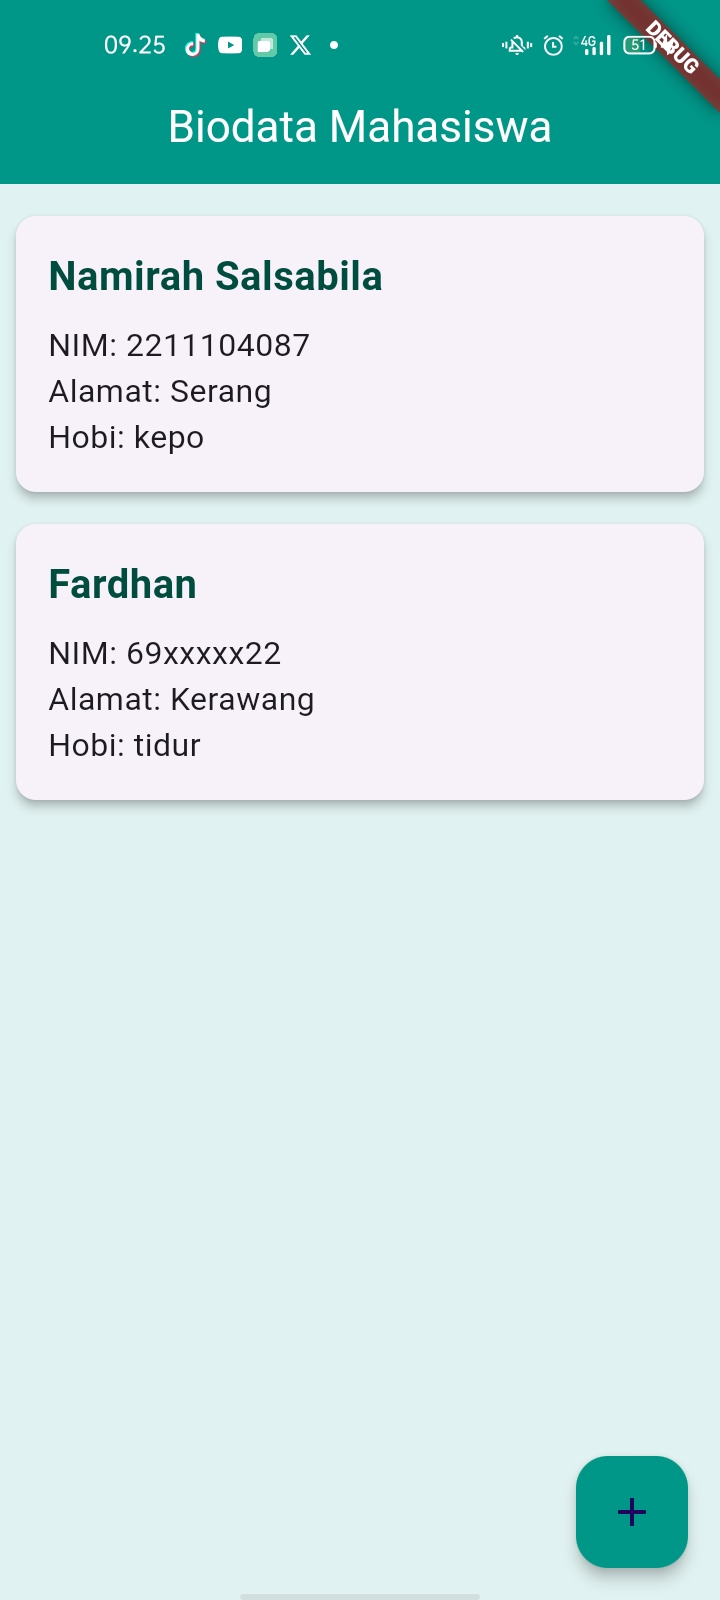 09.25
4G 51
DEBUG
Biodata Mahasiswa
Namirah Salsabila
NIM: 2211104087
Alamat: Serang
Hobi: kepo
Fardhan
NIM: 69xxxxx22
Alamat: Kerawang
Hobi: tidur